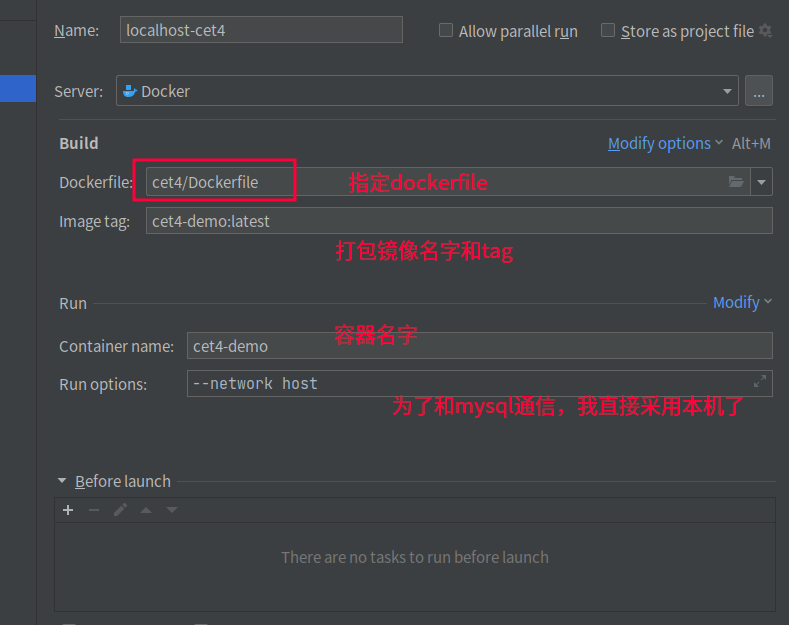 Name: localhost-cet4 Allow parallel run Store as project file
Server: Docker ...
Build Modify options Alt+M
Dockerfile: cet4/Dockerfile 指定dockerfile
Image tag: cet4-demo:latest
打包镜像名字和tag
Run Modify
容器名字
Container name: cet4-demo
Run options: --network host
为了和mysql通信，我直接采用本机了
Before launch
There are no tasks to run before launch